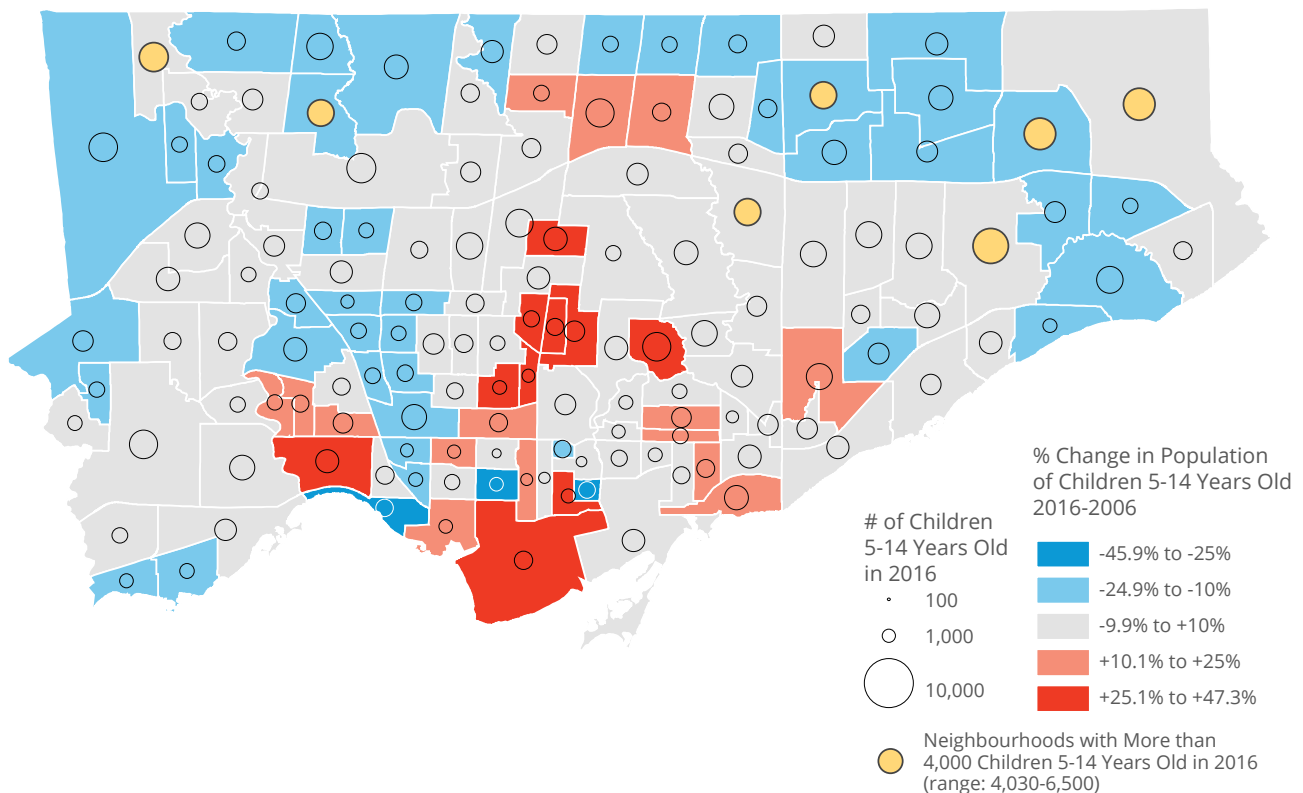 % Change in Population
of Children 5-14 Years Old
2016-2006
-45.9% to -25%
-24.9% to -10%
-9.9% to +10%
+10.1% to +25%
+25.1% to +47.3%
# of Children
5-14 Years Old
in 2016
100
1,000
10,000
Neighbourhoods with More than
4,000 Children 5-14 Years Old in 2016
(range: 4,030-6,500)